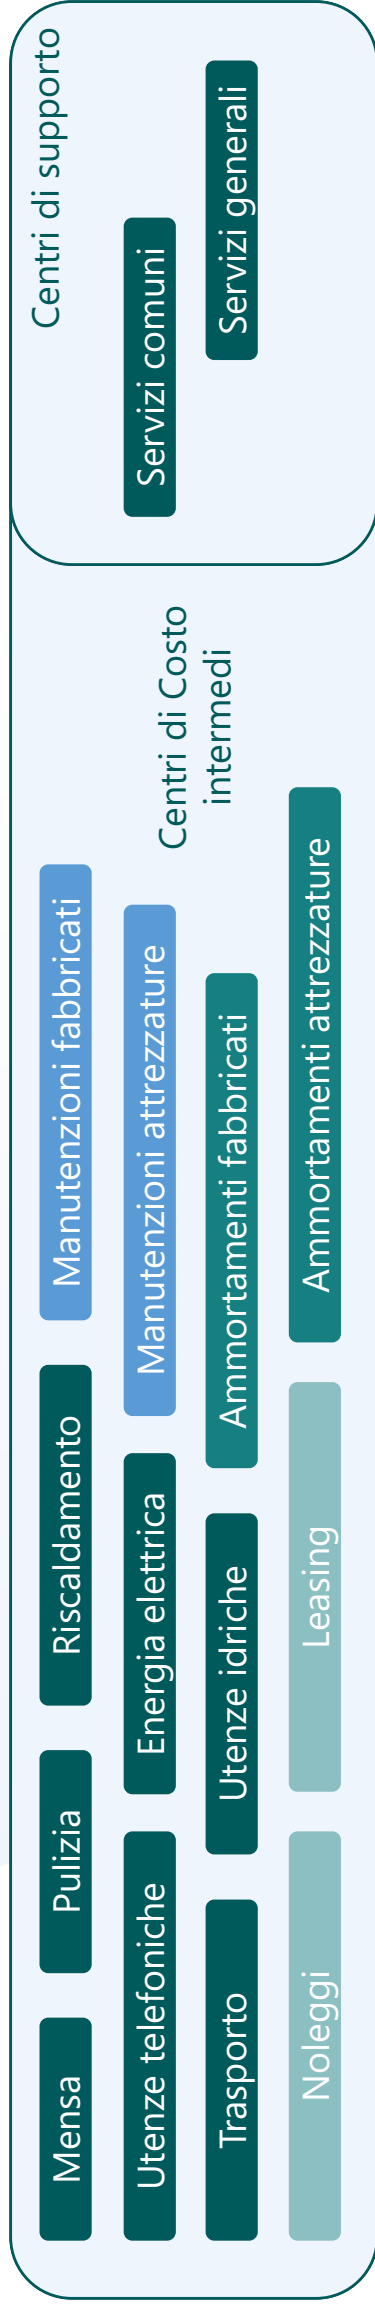 Mensa
Pulizia
Riscaldamento
Manutenzioni fabbricati
Utenze telefoniche
Energia elettrica
Manutenzioni attrezzature
Trasporto
Utenze idriche
Ammortamenti fabbricati
Noleggi
Leasing
Ammortamenti attrezzature
Centri di Costo
intermedi
Centri di supporto
Servizi comuni
Servizi generali